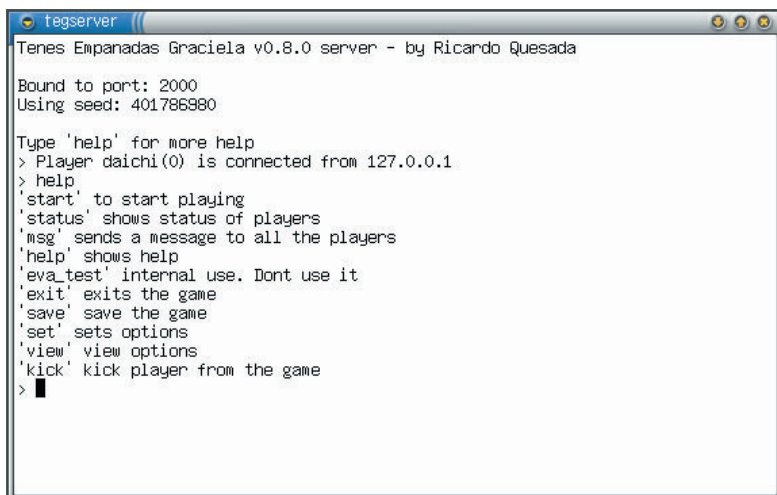 tegserver
Tenes Empanadas Graciela v0.8.0 server - by Ricardo Quesada
Bound to port: 2000
Using seed: 401786980
Type 'help' for more help
> Player daichi(0) is connected from 127.0.0.1
> help
'start' to start playing
'status' shows status of players
'msg' sends a message to all the players
'help' shows help
'eva_test' internal use. Dont use it
'exit' exits the game
'save' save the game
'set' sets options
'view' view options
'kick' kick player from the game
>